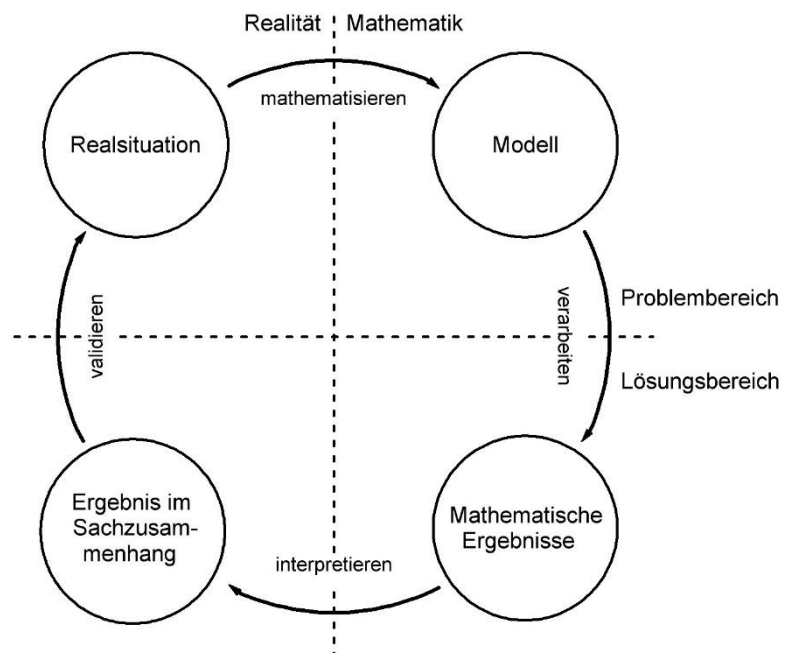 Realität
Mathematik
mathematisieren
Realsituation
Modell
validieren
verarbeiten
Problembereich
Lösungsbereich
Ergebnis im
Sachzusam-
menhang
Mathematische
Ergebnisse
interpretieren